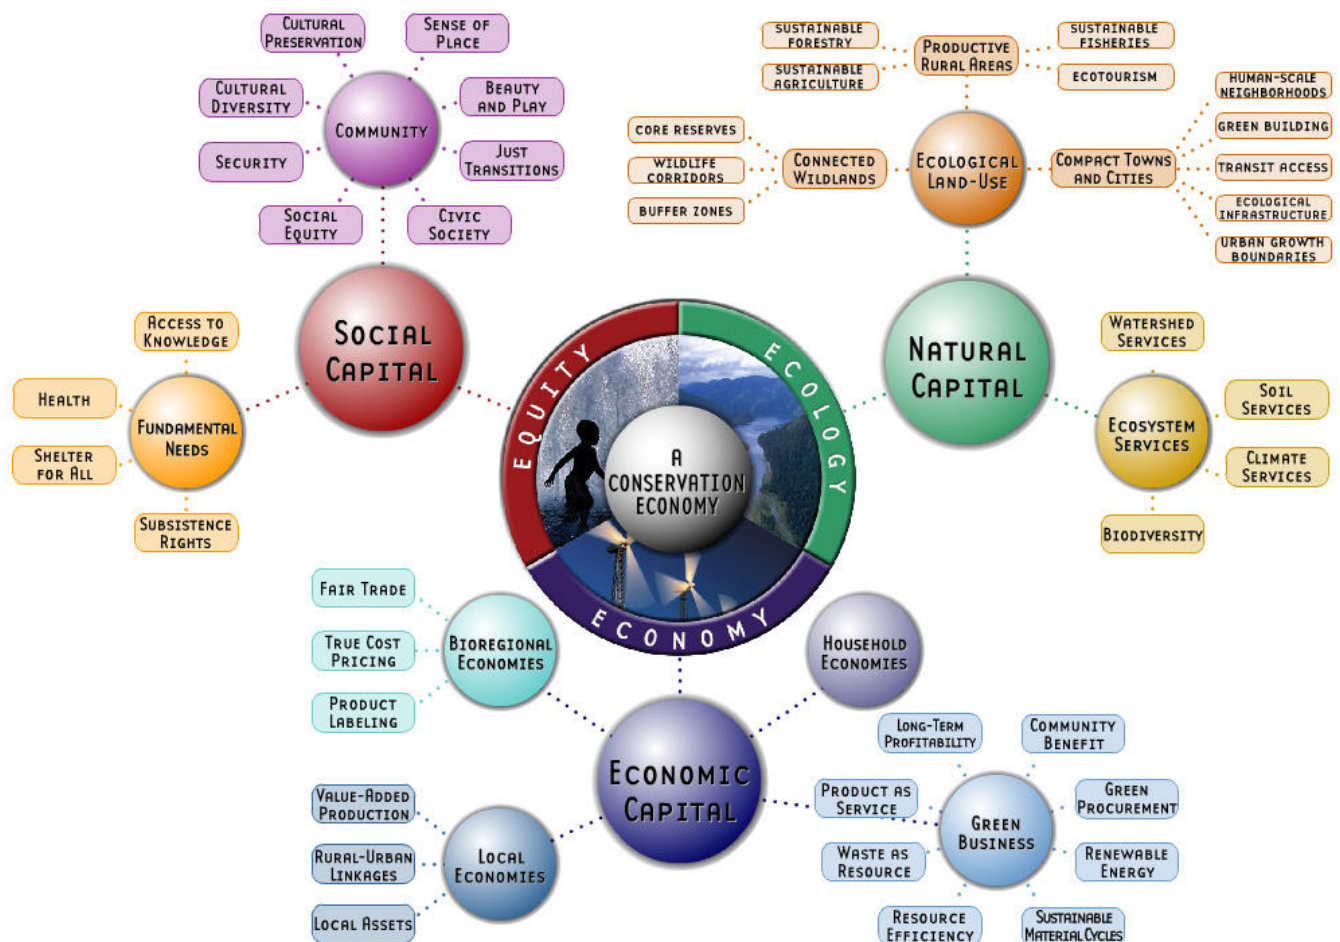 CULTURAL
PRESERVATION
SENSE OF
PLACE
CULTURAL
DIVERSITY
BEAUTY
AND PLAY
COMMUNITY
SECURITY
JUST
TRANSITIONS
SOCIAL
EQUITY
CIVIC
SOCIETY
SUSTAINABLE
FORESTRY
PRODUCTIVE
RURAL AREAS
SUSTAINABLE
FISHERIES
SUSTAINABLE
AGRICULTURE
ECOTOURISM
HUMAN-SCALE
NEIGHBORHOODS
CORE RESERVES
GREEN BUILDING
WILDLIFE
CORRIDORS
CONNECTED
WILDLANDS
ECOLOGICAL
LAND-USE
COMPACT TOWNS
AND CITIES
TRANSIT ACCESS
BUFFER ZONES
ECOLOGICAL
INFRASTRUCTURE
URBAN GROWTH
BOUNDARIES
SOCIAL
CAPITAL
NATURAL
CAPITAL
ACCESS TO
KNOWLEDGE
HEALTH
FUNDAMENTAL
NEEDS
SHELTER
FOR ALL
SUBSISTENCE
RIGHTS
WATERSHED
SERVICES
SOIL
SERVICES
ECOSYSTEM
SERVICES
CLIMATE
SERVICES
BIODIVERSITY
EQUITY
ECOLOGY
A
CONSERVATION
ECONOMY
ECONOMY
FAIR TRADE
TRUE COST
PRICING
BIOREGIONAL
ECONOMIES
PRODUCT
LABELING
HOUSEHOLD
ECONOMIES
ECONOMIC
CAPITAL
VALUE-ADDED
PRODUCTION
RURAL-URBAN
LINKAGES
LOCAL
ECONOMIES
LOCAL ASSETS
LONG-TERM
PROFITABILITY
COMMUNITY
BENEFIT
PRODUCT AS
SERVICE
GREEN
PROCUREMENT
GREEN
BUSINESS
WASTE AS
RESOURCE
RENEWABLE
ENERGY
RESOURCE
EFFICIENCY
SUSTAINABLE
MATERIAL CYCLES